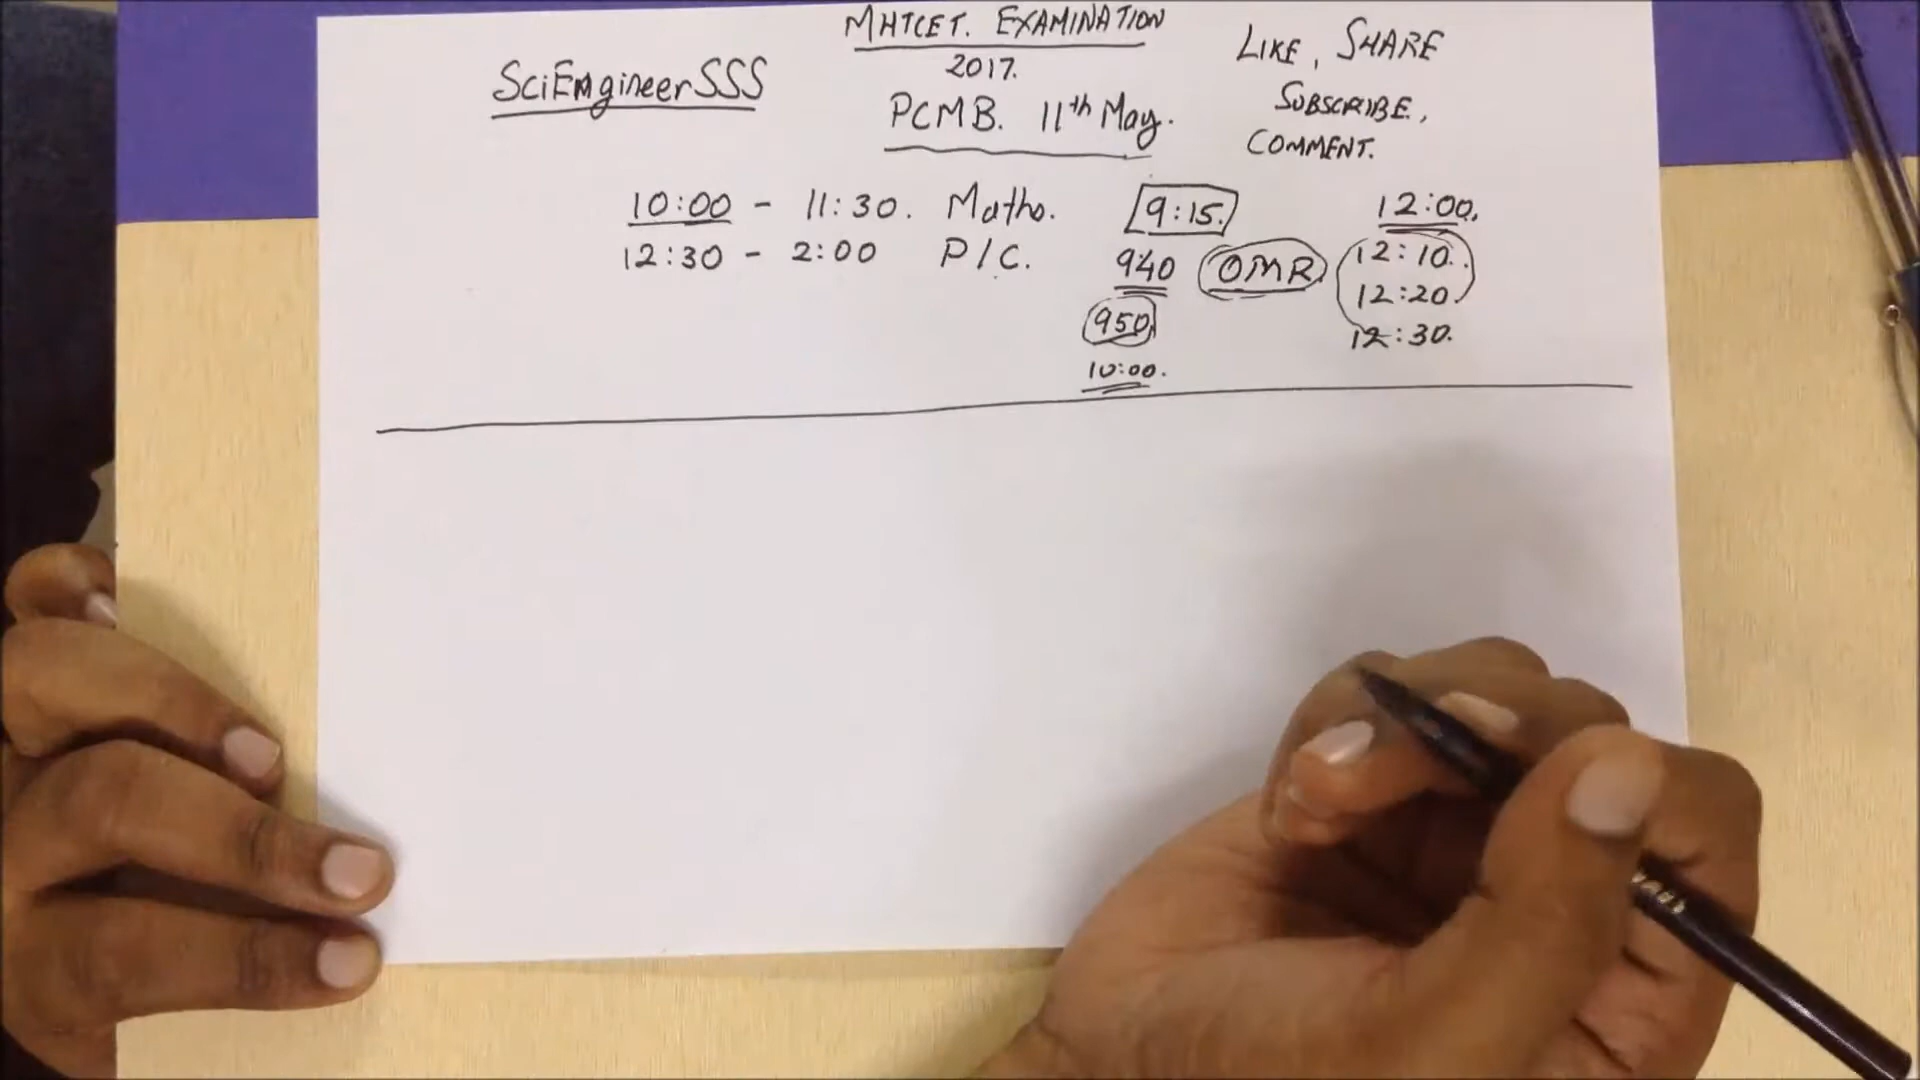 MHTCET. EXAMINATION
2017.
SciEngineerSSS
PCMB. 11th May.
LIKE, SHARE
SUBSCRIBE,
COMMENT.
10:00 - 11:30. Maths.
12:30 - 2:00 P/C.
9:15.
940
950
10:00.
OMR
12:00.
12:10.
12:20.
12:30.